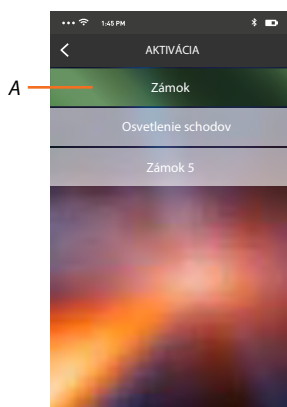 1:45 PM
AKTIVÁCIA
A
Zámok
Osvetlenie schodov
Zámok 5